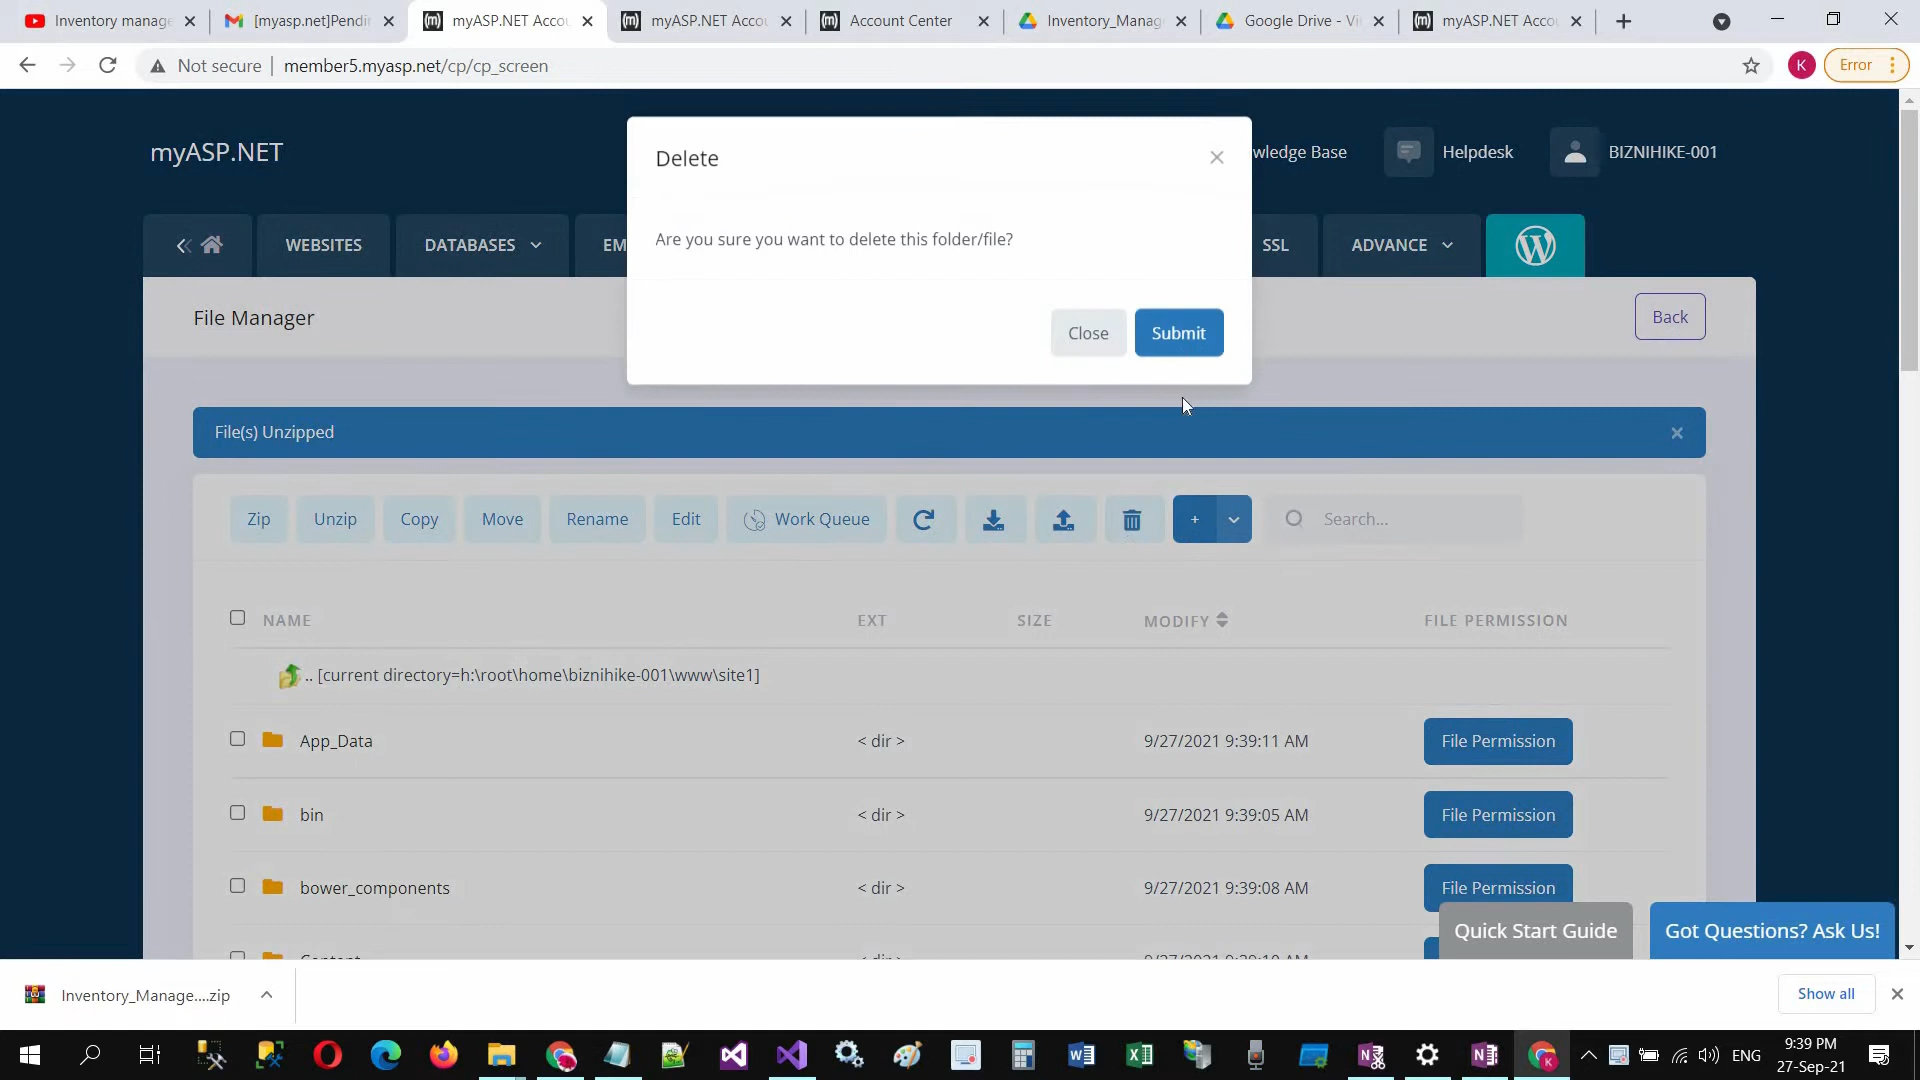 Inventory manage
[myasp.net]Pendi
myASP.NET Acco
myASP.NET Accou
Account Center
Inventory_Manag
Google Drive - Vi
myASP.NET Acco
Not secure
member5.myasp.net/cp/cp_screen
K
Error
myASP.NET
wledge Base
Helpdesk
BIZNIHIKE-001
WEBSITES
DATABASES
EM
SSL
ADVANCE
Delete
Are you sure you want to delete this folder/file?
Close
Submit
File Manager
Back
File(s) Unzipped
Zip
Unzip
Copy
Move
Rename
Edit
Work Queue
+
Search...
NAME
EXT
SIZE
MODIFY
FILE PERMISSION
.. [current directory=h:\root\home\biznihike-001\www\site1]
App_Data
< dir >
9/27/2021 9:39:11 AM
File Permission
bin
< dir >
9/27/2021 9:39:05 AM
File Permission
bower_components
< dir >
9/27/2021 9:39:08 AM
File Permission
Quick Start Guide
Got Questions? Ask Us!
Inventory_Manage....zip
Show all
ENG
9:39 PM
27-Sep-21